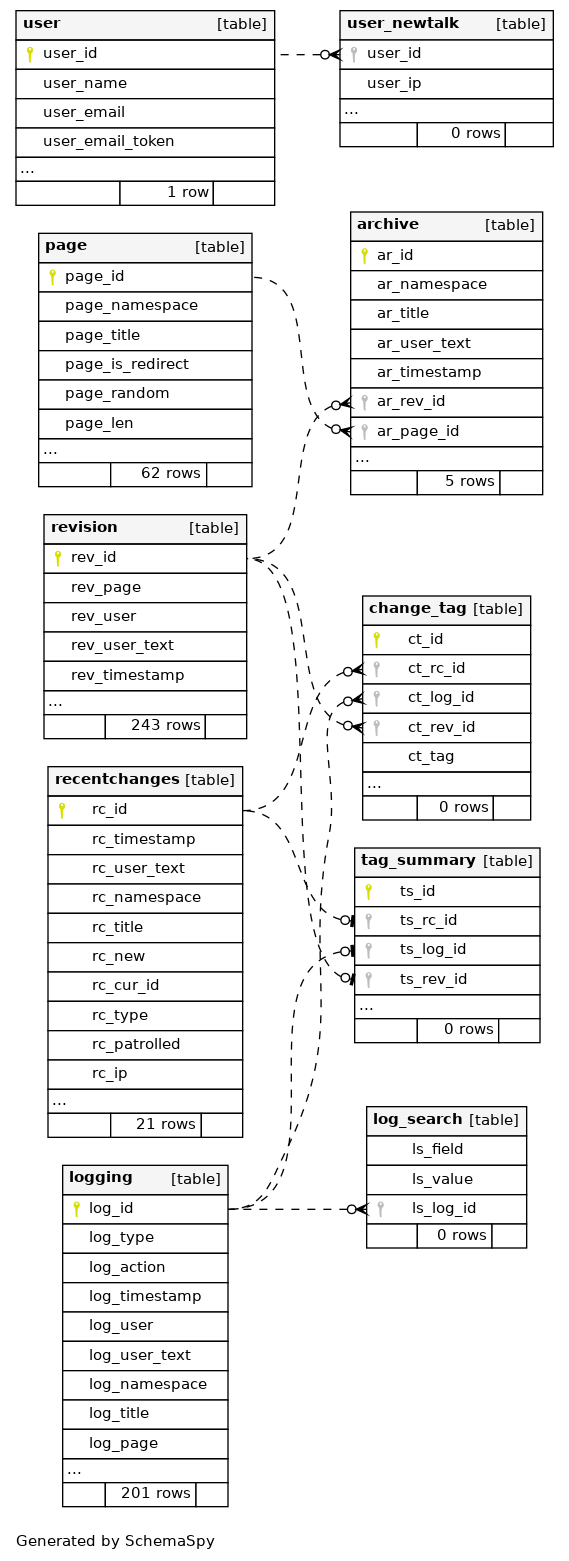 user [table]
user_id
user_name
user_email
user_email_token
...
1 row
user_newtalk [table]
user_id
user_ip
...
0 rows
page [table]
page_id
page_namespace
page_title
page_is_redirect
page_random
page_len
...
62 rows
archive [table]
ar_id
ar_namespace
ar_title
ar_user_text
ar_timestamp
ar_rev_id
ar_page_id
...
5 rows
revision [table]
rev_id
rev_page
rev_user
rev_user_text
rev_timestamp
...
243 rows
change_tag [table]
ct_id
ct_rc_id
ct_log_id
ct_rev_id
ct_tag
...
0 rows
recentchanges [table]
rc_id
rc_timestamp
rc_user_text
rc_namespace
rc_title
rc_new
rc_cur_id
rc_type
rc_patrolled
rc_ip
...
21 rows
tag_summary [table]
ts_id
ts_rc_id
ts_log_id
ts_rev_id
...
0 rows
log_search [table]
ls_field
ls_value
ls_log_id
0 rows
logging [table]
log_id
log_type
log_action
log_timestamp
log_user
log_user_text
log_namespace
log_title
log_page
...
201 rows
Generated by SchemaSpy